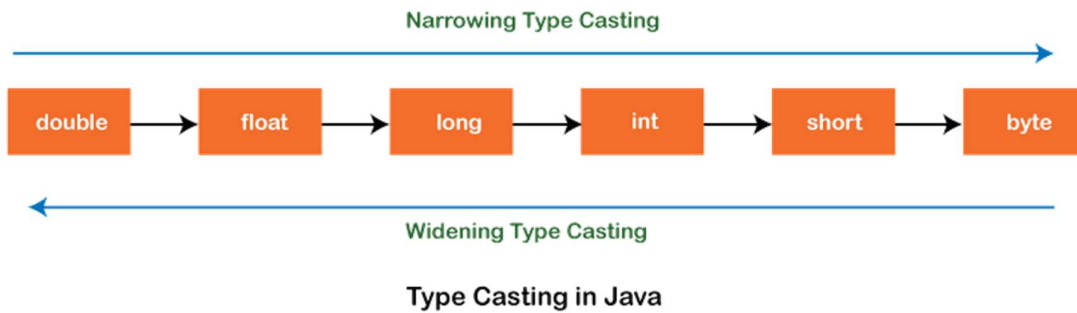 Narrowing Type Casting
double float long int short byte
Widening Type Casting
Type Casting in Java